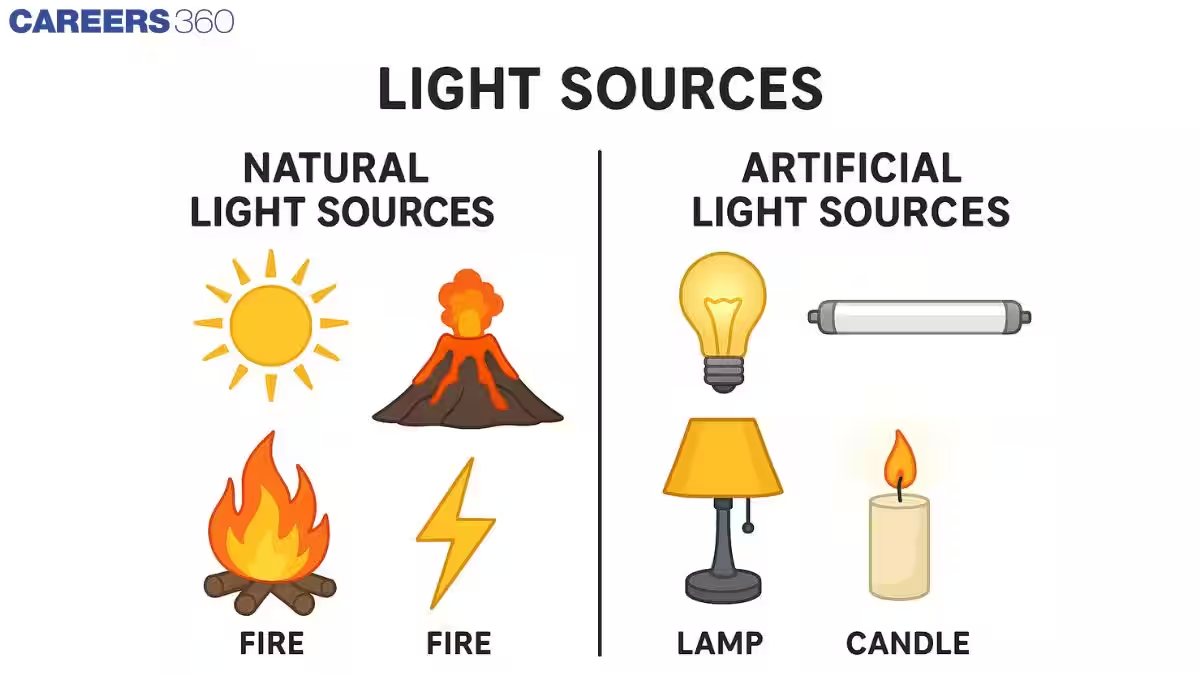 CAREERS360
LIGHT SOURCES
NATURAL
LIGHT SOURCES
ARTIFICIAL
LIGHT SOURCES
FIRE
FIRE
LAMP
CANDLE